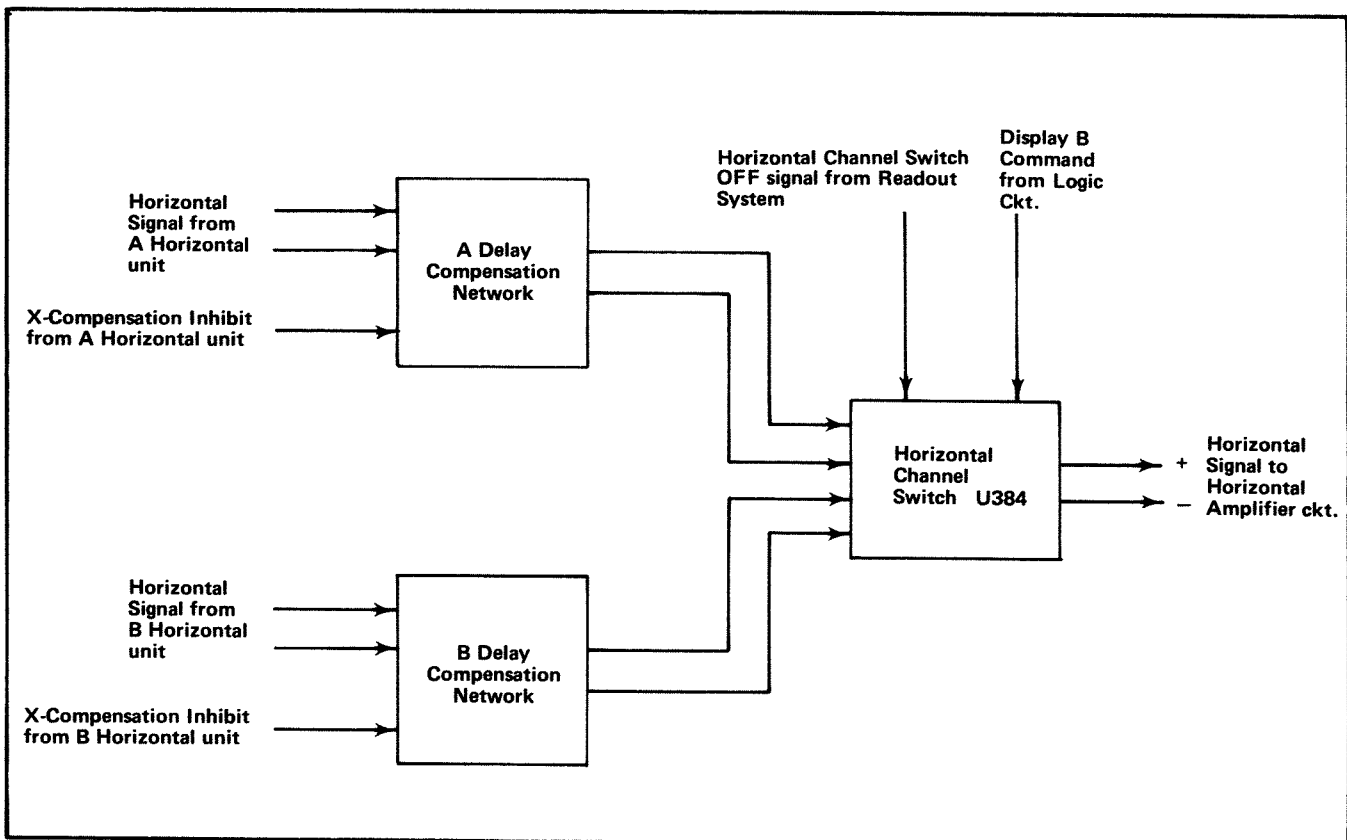 Horizontal
Signal from
A Horizontal
unit
X-Compensation Inhibit
from A Horizontal unit
A Delay
Compensation
Network
Horizontal Channel Switch
OFF signal from Readout
System
Display B
Command
from Logic
Ckt.
Horizontal
Channel
Switch U384
+
–
Horizontal
Signal to
Horizontal
Amplifier ckt.
Horizontal
Signal from
B Horizontal
unit
X-Compensation Inhibit
from B Horizontal unit
B Delay
Compensation
Network